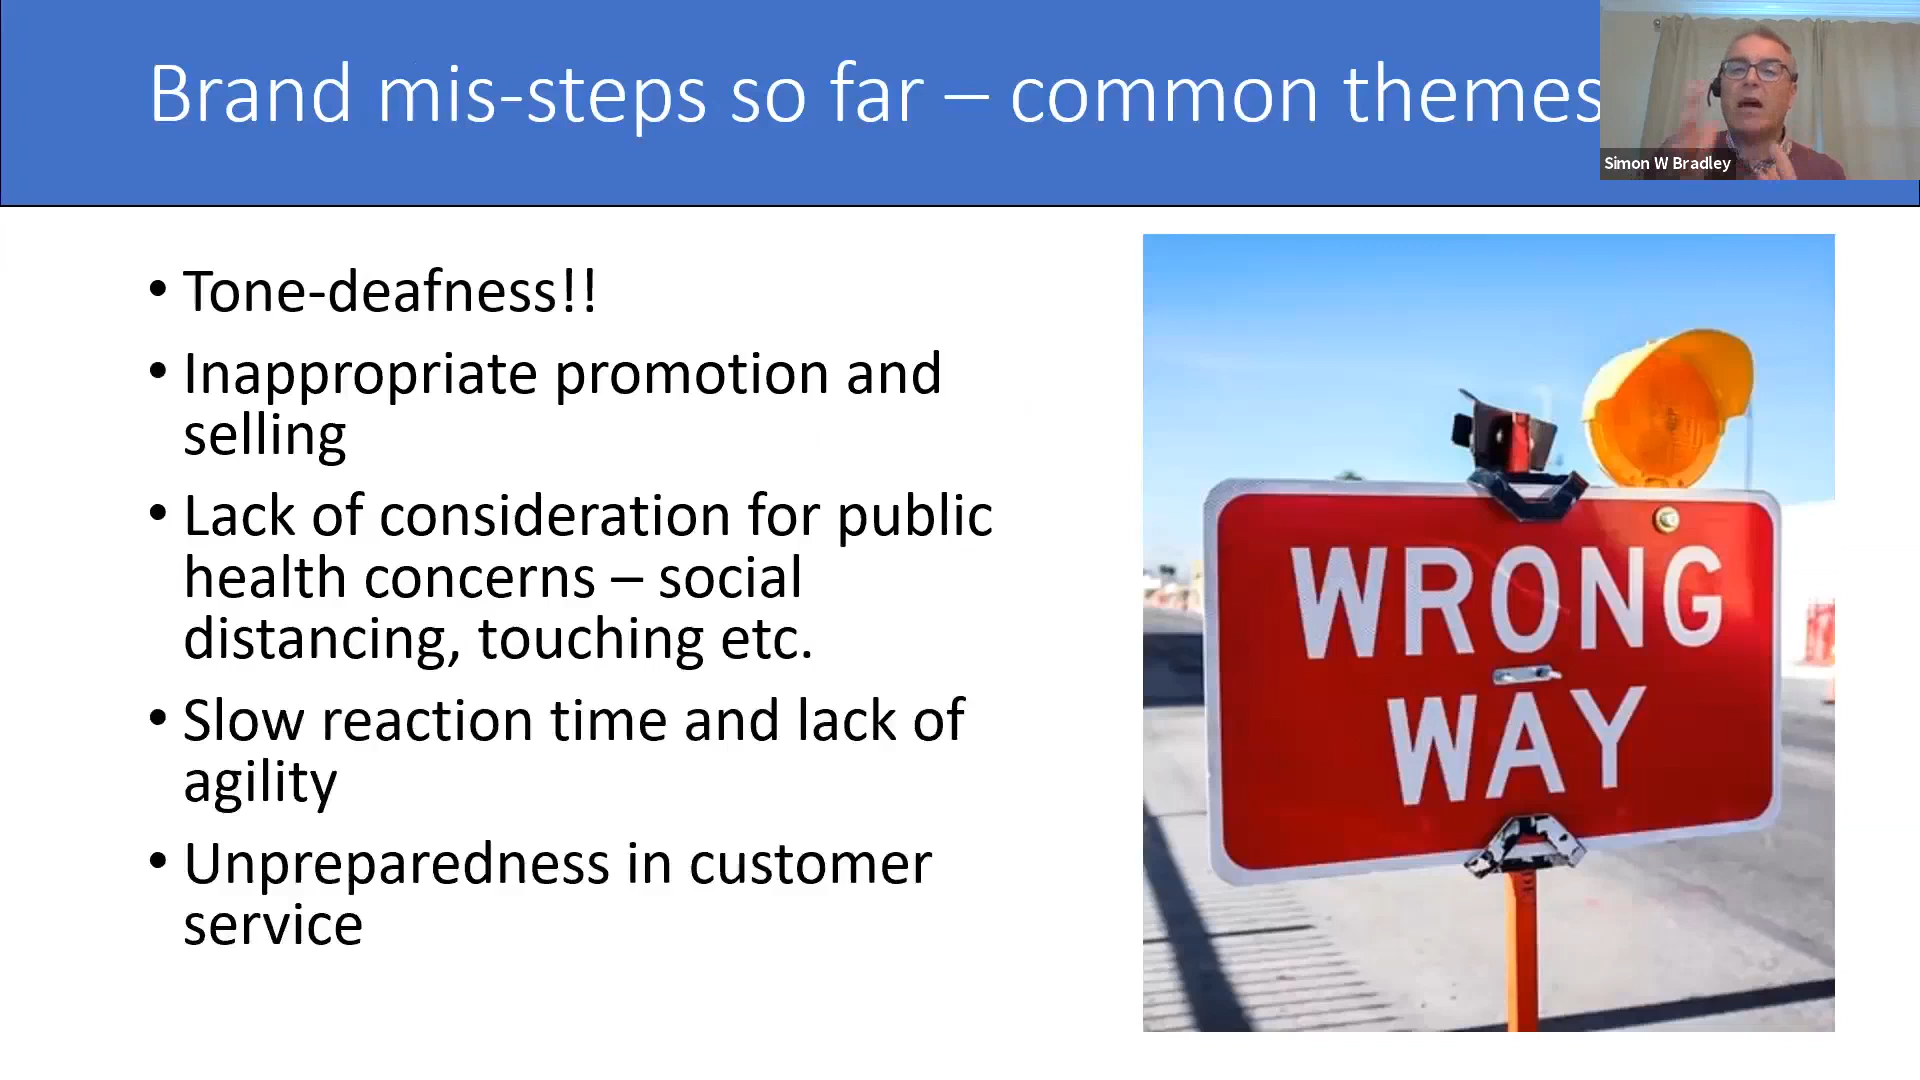 Brand mis-steps so far – common themes
Simon W Bradley
• Tone-deafness!!
• Inappropriate promotion and
selling
• Lack of consideration for public
health concerns – social
distancing, touching etc.
• Slow reaction time and lack of
agility
• Unpreparedness in customer
service
WRONG
WAY